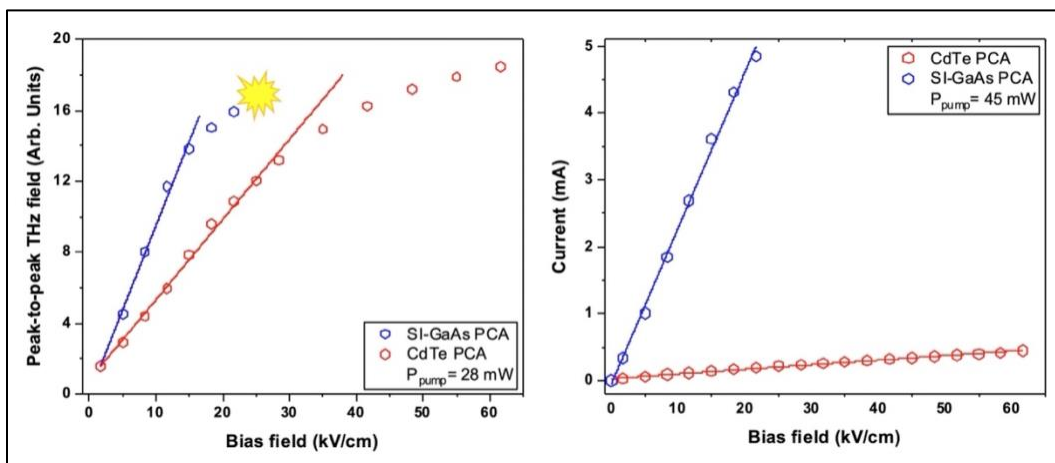 20
16
12
8
4
0
Peak-to-peak THz field (Arb. Units)
SI-GaAs PCA
CdTe PCA
P_pump = 28 mW
0 10 20 30 40 50 60
Bias field (kV/cm)
5
4
3
2
1
0
Current (mA)
CdTe PCA
SI-GaAs PCA
P_pump = 45 mW
0 10 20 30 40 50 60
Bias field (kV/cm)